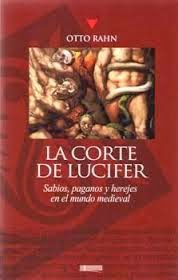 OTTO RAHN
LA CORTE
DE LUCIFER
Sabios, paganos y herejes
en el mundo medieval